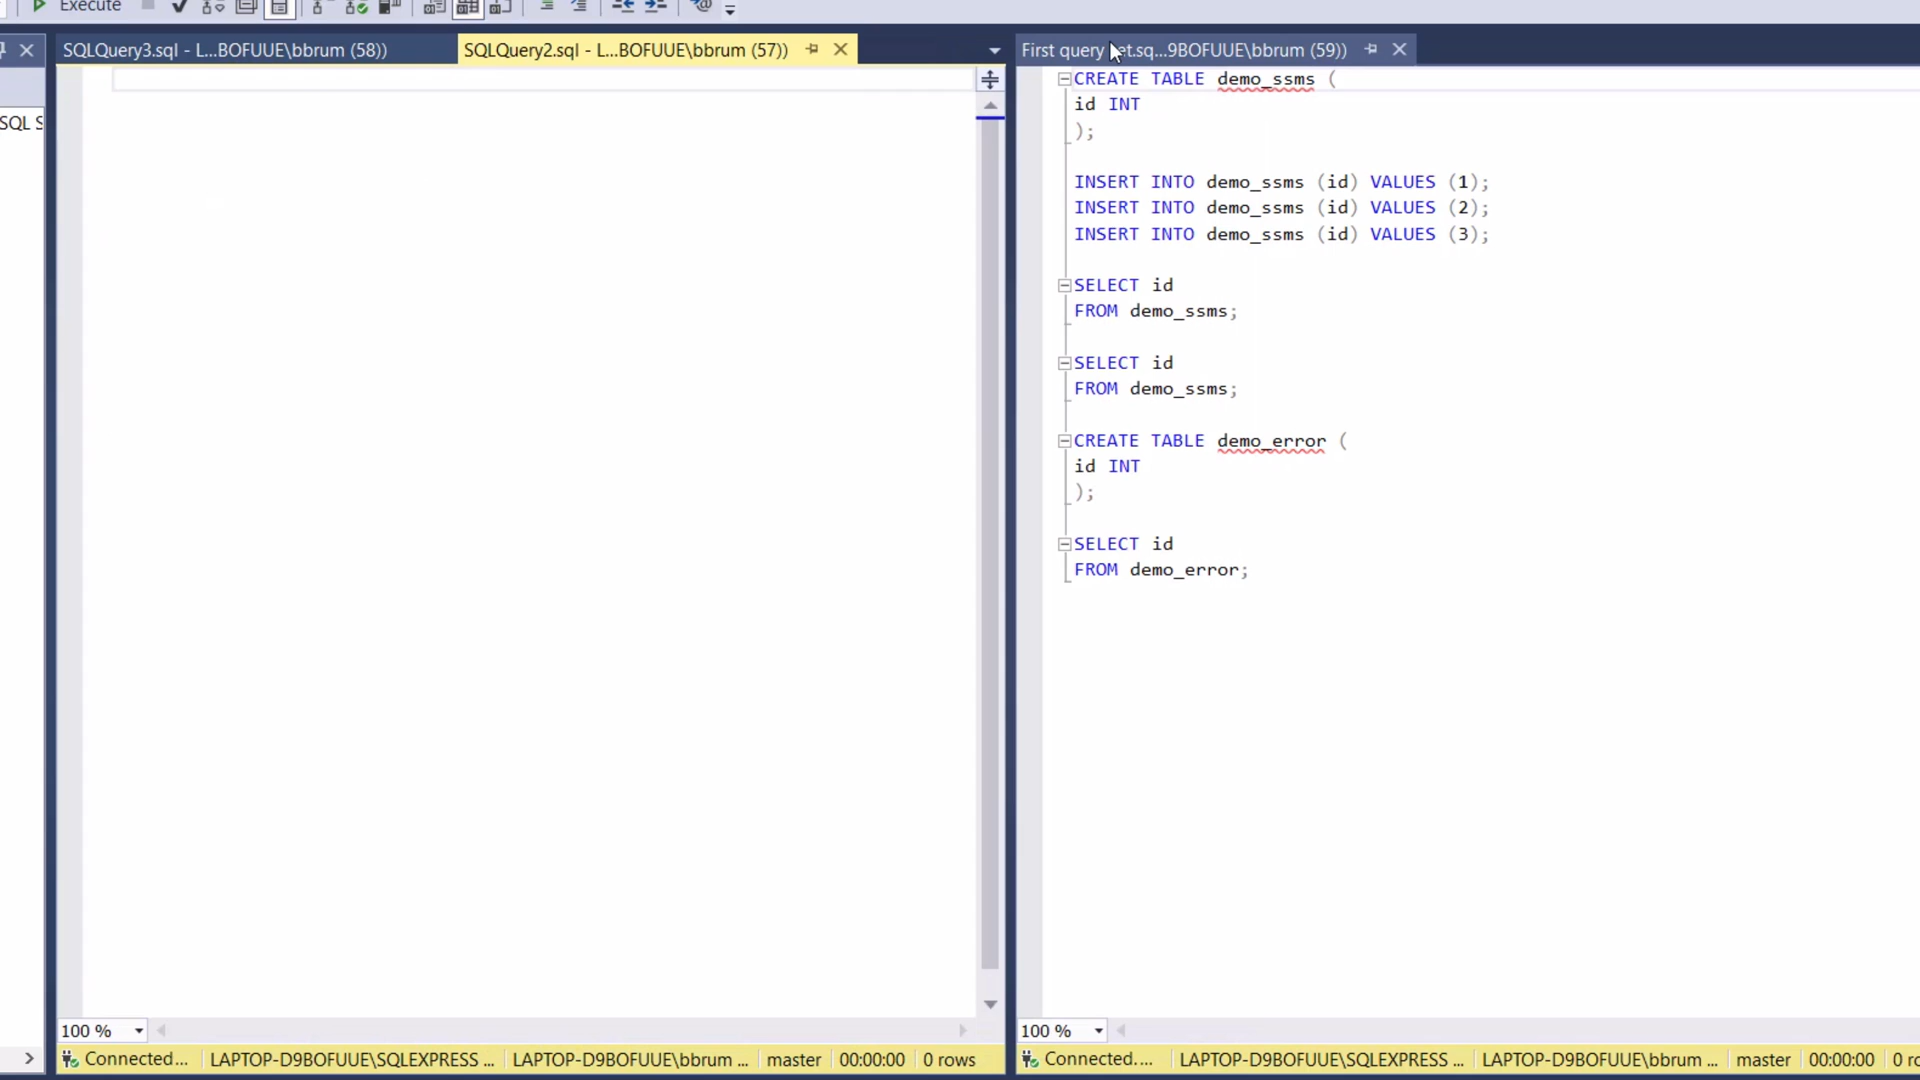 Execute
SQLQuery3.sql - L...BOFUUE\bbrum (58))
SQLQuery2.sql - L...BOFUUE\bbrum (57))
First query et.sq...9BOFUUE\bbrum (59))
SQL S
CREATE TABLE demo_ssms (
id INT
);
INSERT INTO demo_ssms (id) VALUES (1);
INSERT INTO demo_ssms (id) VALUES (2);
INSERT INTO demo_ssms (id) VALUES (3);
SELECT id
FROM demo_ssms;
SELECT id
FROM demo_ssms;
CREATE TABLE demo_error (
id INT
);
SELECT id
FROM demo_error;
100 %
100 %
Connected... LAPTOP-D9BOFUUE\SQLEXPRESS ... LAPTOP-D9BOFUUE\bbrum ... master 00:00:00 0 rows
Connected.... LAPTOP-D9BOFUUE\SQLEXPRESS ... LAPTOP-D9BOFUUE\bbrum ... master 00:00:00 0 ro